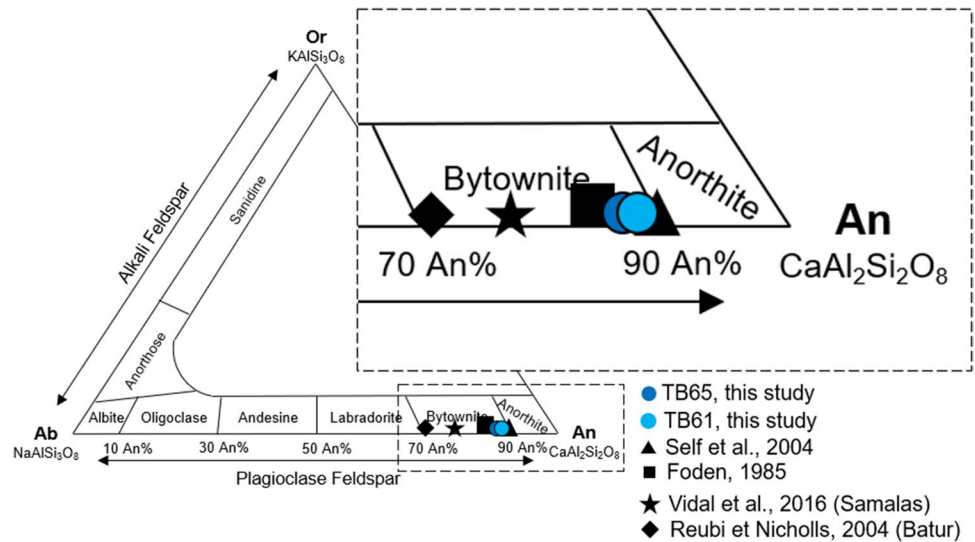 Or
KAlSi₃O₈
Alkali Feldspar
Sanidine
Anorthose
Bytownite
Anorthite
70 An%
90 An%
An
CaAl₂Si₂O₈
Albite
Oligoclase
Andesine
Labradorite
Bytownite
Anorthite
Ab
NaAlSi₃O₈
10 An%
30 An%
50 An%
70 An%
90 An%
An
CaAl₂Si₂O₈
Plagioclase Feldspar
TB65, this study
TB61, this study
Self et al., 2004
Foden, 1985
Vidal et al., 2016 (Samalas)
Reubi et Nicholls, 2004 (Batur)